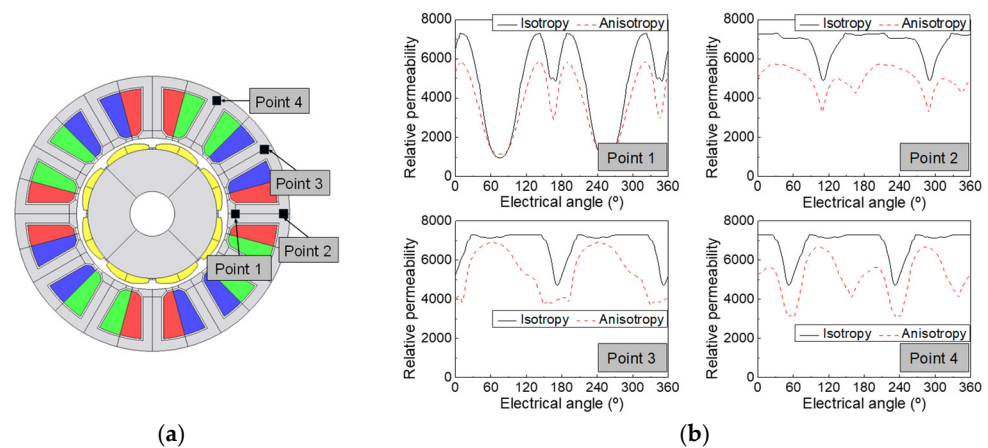 Point 4
Point 3
Point 2
Point 1
(a)
8000
6000
4000
2000
0
Relative permeability
Isotropy
Anisotropy
Point 1
0 60 120 180 240 300 360
Electrical angle (º)
8000
6000
4000
2000
0
Relative permeability
Isotropy
Anisotropy
Point 2
0 60 120 180 240 300 360
Electrical angle (º)
8000
6000
4000
2000
0
Relative permeability
Isotropy
Anisotropy
Point 3
0 60 120 180 240 300 360
Electrical angle (º)
8000
6000
4000
2000
0
Relative permeability
Isotropy
Anisotropy
Point 4
0 60 120 180 240 300 360
Electrical angle (º)
(b)